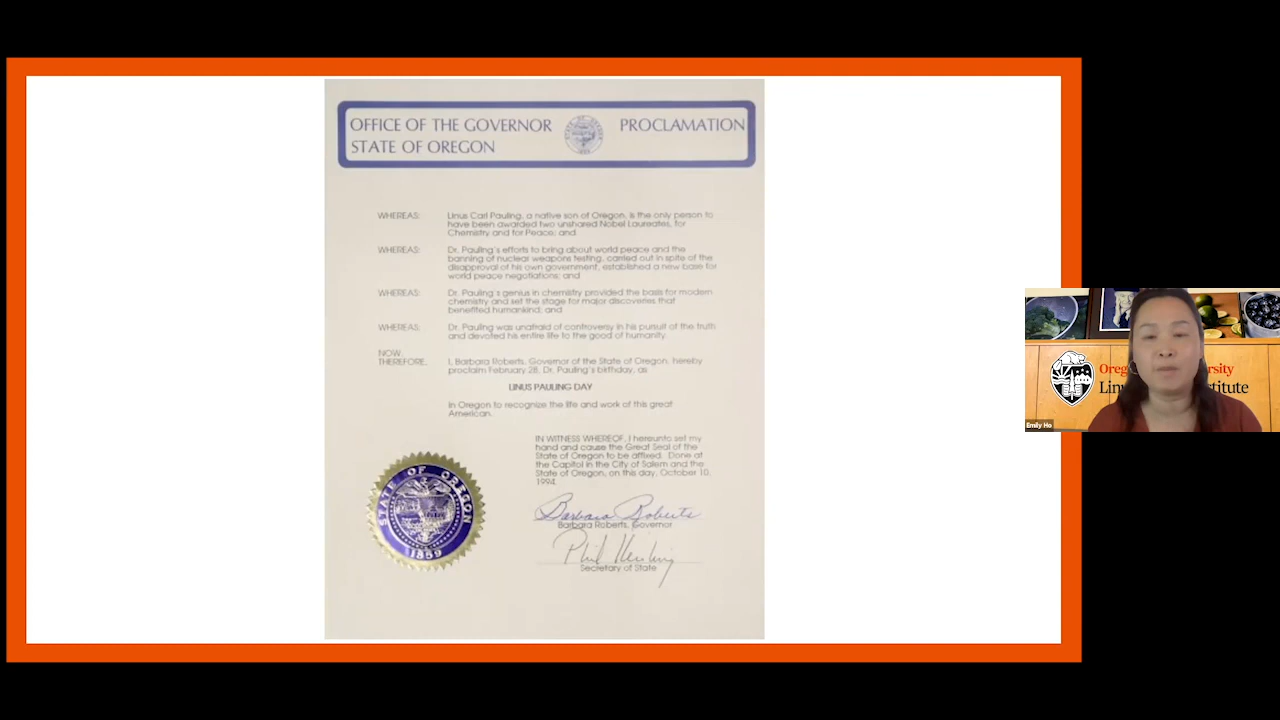 OFFICE OF THE GOVERNOR
STATE OF OREGON
PROCLAMATION
WHEREAS: Linus Carl Pauling, a native son of Oregon, is the only person to
have been awarded two unshared Nobel Laureates, for
Chemistry and for Peace; and
WHEREAS: Dr. Pauling's efforts to bring about world peace and the
banning of nuclear weapons testing, carried out in spite of the
disapproval of his own government, established a new base for
world peace negotiations; and
WHEREAS: Dr. Pauling's genius in chemistry provided the basis for modern
chemistry and set the stage for major discoveries that
benefited humankind; and
WHEREAS: Dr. Pauling was unafraid of controversy in his pursuit of the truth
and devoted his entire life to the good of humanity.
NOW,
THEREFORE, I, Barbara Roberts, Governor of the State of Oregon, hereby
proclaim February 28, Dr. Pauling's birthday, as
LINUS PAULING DAY
in Oregon to recognize the life and work of this great
American.
IN WITNESS WHEREOF, I hereunto set my
hand and cause the Great Seal of the
State of Oregon to be affixed. Done at
the Capitol in the City of Salem and the
State of Oregon, on this day, October 10,
1994.
Barbara Roberts
Barbara Roberts, Governor
Phil Keisling
Secretary of State
STATE OF OREGON
1859
Oreg versity
Linu stitute
Emily Ho